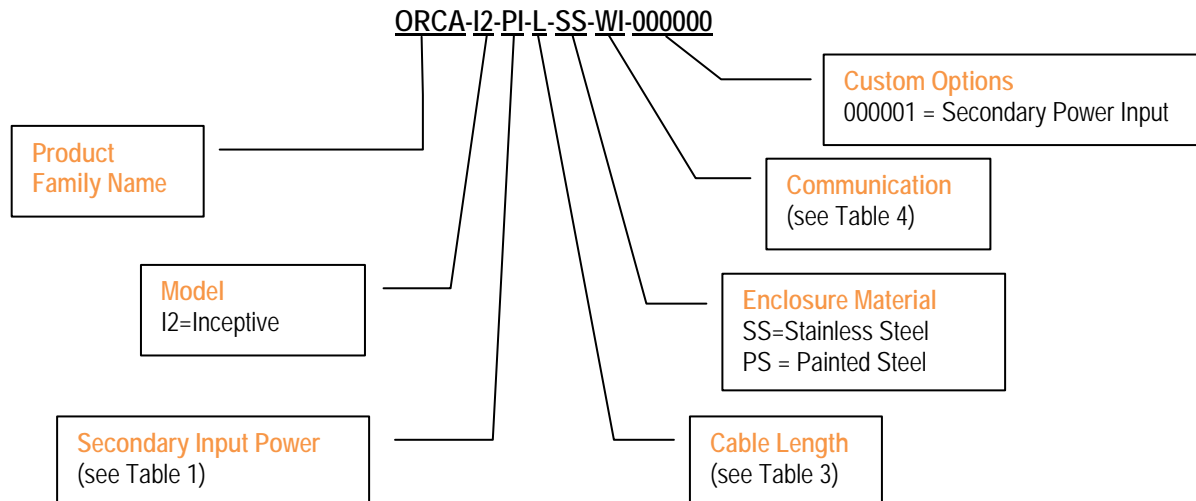 ORCA-I2-PI-L-SS-WI-000000
Custom Options
000001 = Secondary Power Input
Product
Family Name
Communication
(see Table 4)
Model
I2=Inceptive
Enclosure Material
SS=Stainless Steel
PS = Painted Steel
Secondary Input Power
(see Table 1)
Cable Length
(see Table 3)